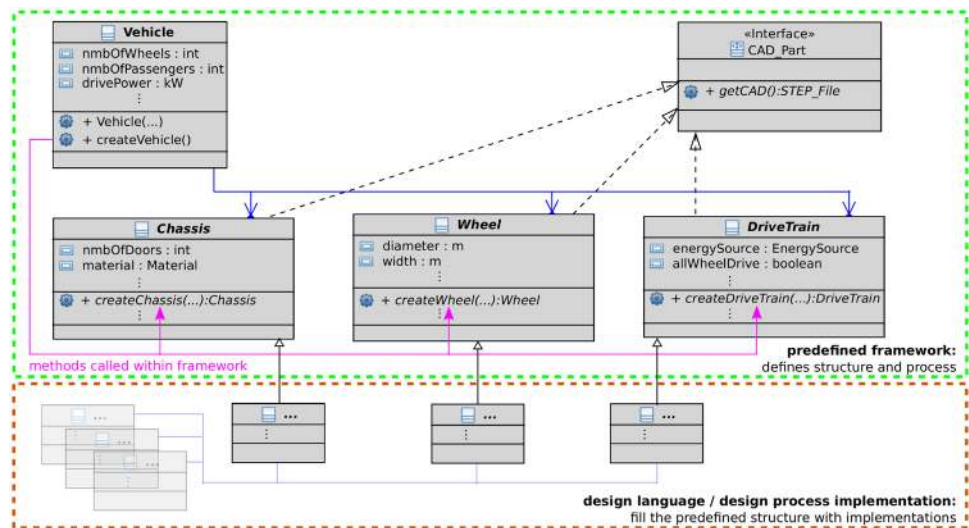 Vehicle
nmbOfWheels : int
nmbOfPassengers : int
drivePower : kW
⋮
+ Vehicle(...)
+ createVehicle()
«Interface»
CAD_Part
+ getCAD():STEP_File
Chassis
nmbOfDoors : int
material : Material
⋮
+ createChassis(...):Chassis
⋮
Wheel
diameter : m
width : m
⋮
+ createWheel(...):Wheel
⋮
DriveTrain
energySource : EnergySource
allWheelDrive : boolean
⋮
+ createDriveTrain(...):DriveTrain
⋮
methods called within framework
predefined framework:
defines structure and process
...
⋮
...
⋮
...
⋮
...
⋮
...
⋮
...
⋮
design language / design process implementation:
fill the predefined structure with implementations